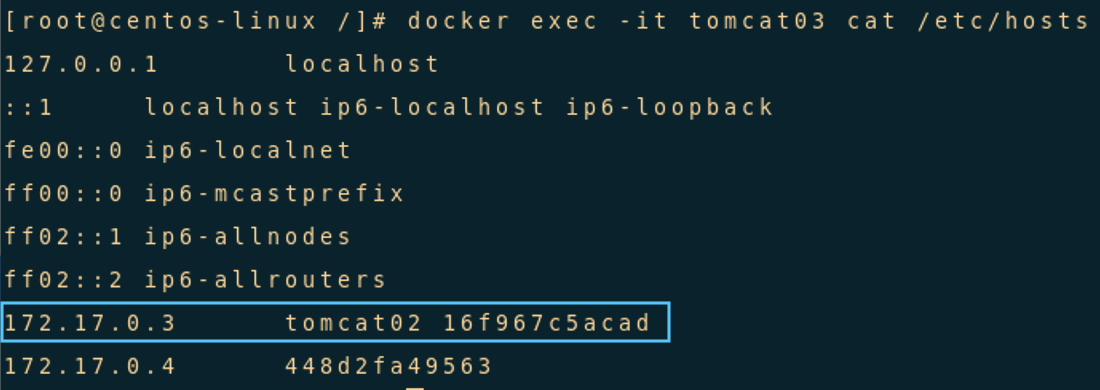 [root@centos-linux /]# docker exec -it tomcat03 cat /etc/hosts
127.0.0.1 localhost
::1 localhost ip6-localhost ip6-loopback
fe00::0 ip6-localnet
ff00::0 ip6-mcastprefix
ff02::1 ip6-allnodes
ff02::2 ip6-allrouters
172.17.0.3 tomcat02 16f967c5acad
172.17.0.4 448d2fa49563